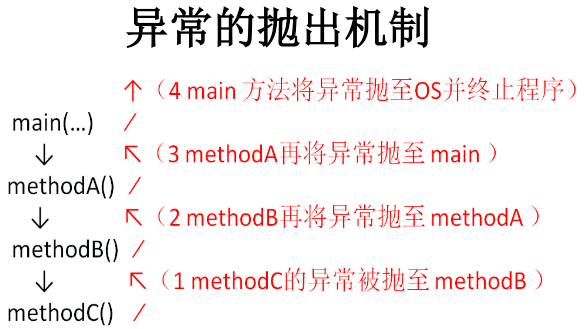 异常的抛出机制
↑（4 main 方法将异常抛至OS并终止程序）
main(...) /
↓ ↖（3 methodA再将异常抛至 main ）
methodA() /
↓ ↖（2 methodB再将异常抛至 methodA ）
methodB() /
↓ ↖（1 methodC的异常被抛至 methodB ）
methodC() /